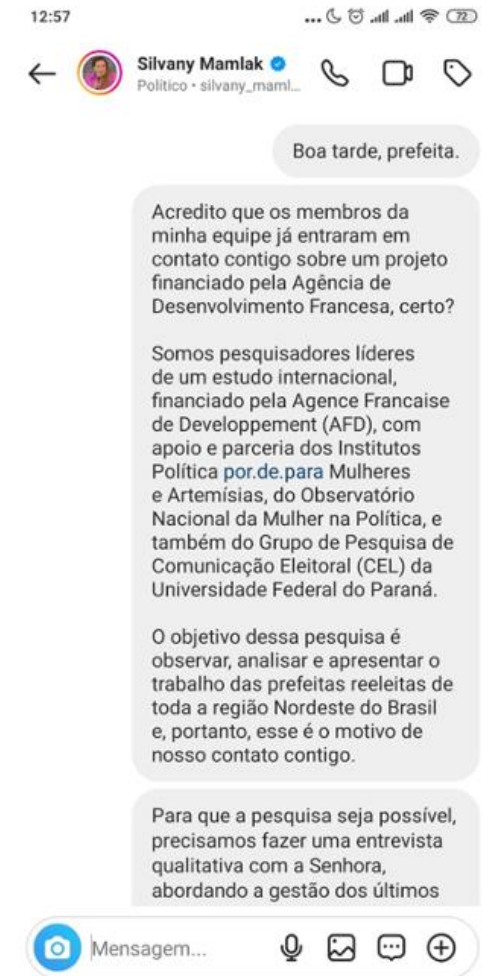 12:57
72
Silvany Mamlak
Político • silvany_maml...
Boa tarde, prefeita.
Acredito que os membros da
minha equipe já entraram em
contato contigo sobre um projeto
financiado pela Agência de
Desenvolvimento Francesa, certo?
Somos pesquisadores líderes
de um estudo internacional,
financiado pela Agence Francaise
de Developpement (AFD), com
apoio e parceria dos Institutos
Política por.de.para Mulheres
e Artemísias, do Observatório
Nacional da Mulher na Política, e
também do Grupo de Pesquisa de
Comunicação Eleitoral (CEL) da
Universidade Federal do Paraná.
O objetivo dessa pesquisa é
observar, analisar e apresentar o
trabalho das prefeitas reeleitas de
toda a região Nordeste do Brasil
e, portanto, esse é o motivo de
nosso contato contigo.
Para que a pesquisa seja possível,
precisamos fazer uma entrevista
qualitativa com a Senhora,
abordando a gestão dos últimos
Mensagem...